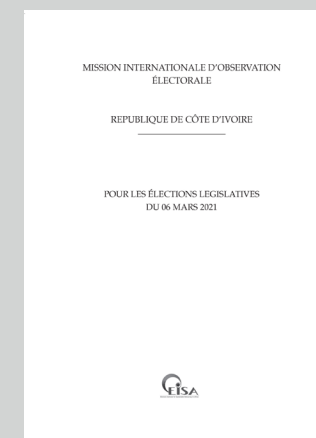 MISSION INTERNATIONALE D'OBSERVATION
ÉLECTORALE
REPUBLIQUE DE CÔTE D'IVOIRE
POUR LES ÉLECTIONS LEGISLATIVES
DU 06 MARS 2021
EISA